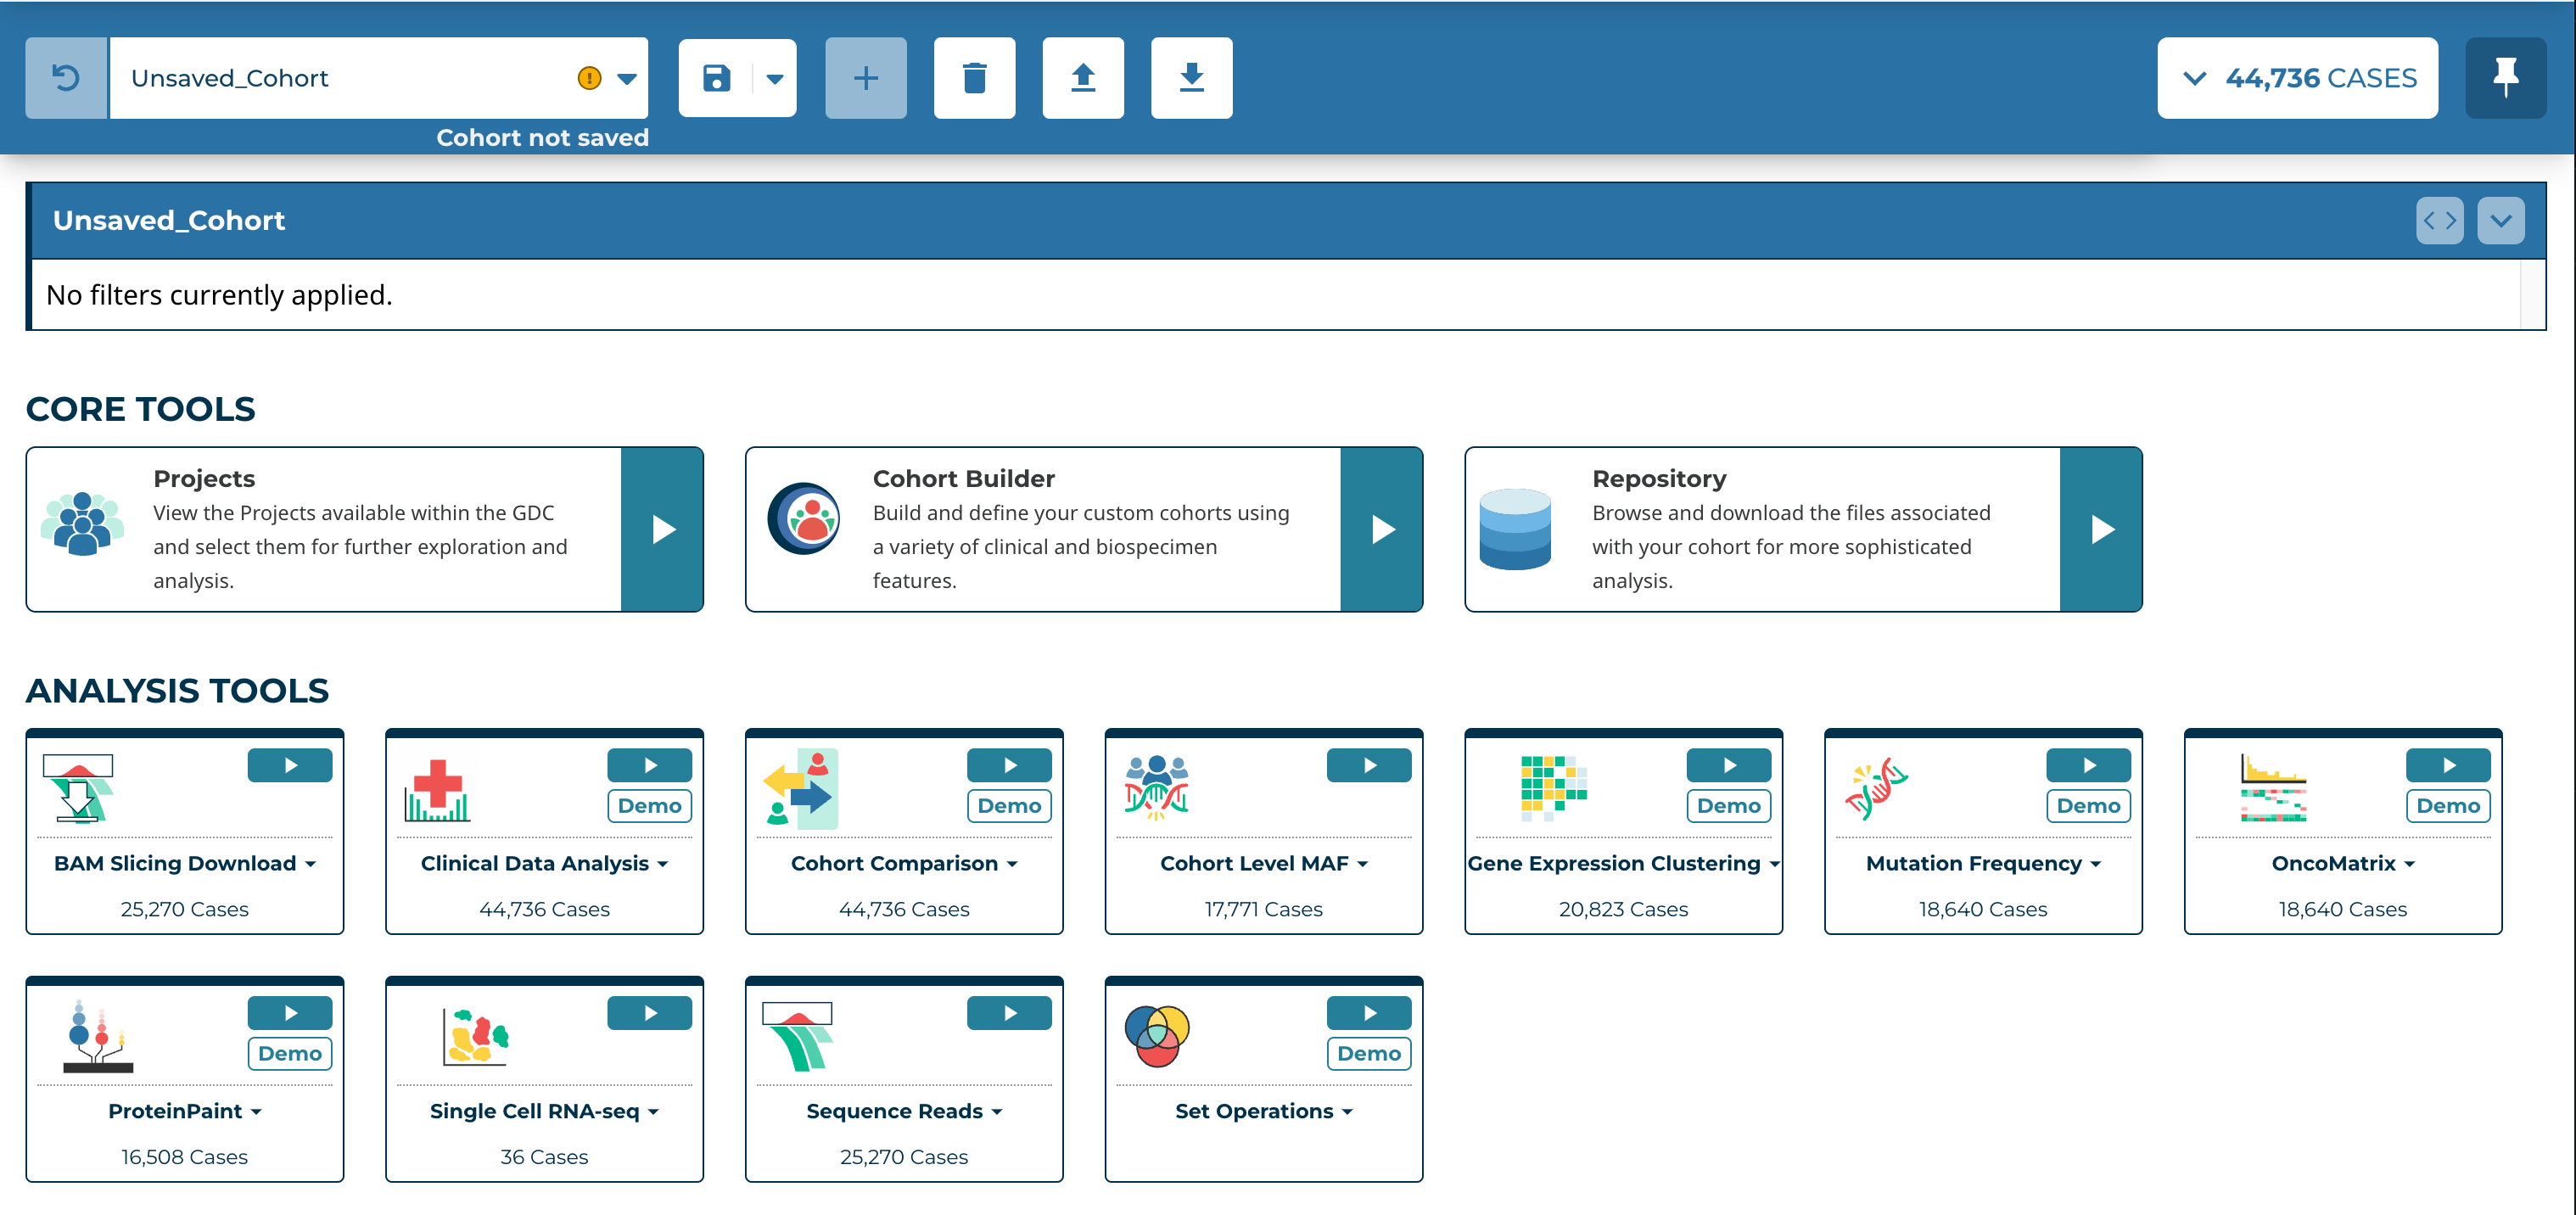 Unsaved_Cohort
44,736 CASES
Cohort not saved
Unsaved_Cohort
No filters currently applied.
CORE TOOLS
Projects
View the Projects available within the GDC
and select them for further exploration and
analysis.
Cohort Builder
Build and define your custom cohorts using
a variety of clinical and biospecimen
features.
Repository
Browse and download the files associated
with your cohort for more sophisticated
analysis.
ANALYSIS TOOLS
BAM Slicing Download
25,270 Cases
Demo
Clinical Data Analysis
44,736 Cases
Demo
Cohort Comparison
44,736 Cases
Cohort Level MAF
17,771 Cases
Demo
Gene Expression Clustering
20,823 Cases
Demo
Mutation Frequency
18,640 Cases
Demo
OncoMatrix
18,640 Cases
Demo
ProteinPaint
16,508 Cases
Single Cell RNA-seq
36 Cases
Sequence Reads
25,270 Cases
Demo
Set Operations